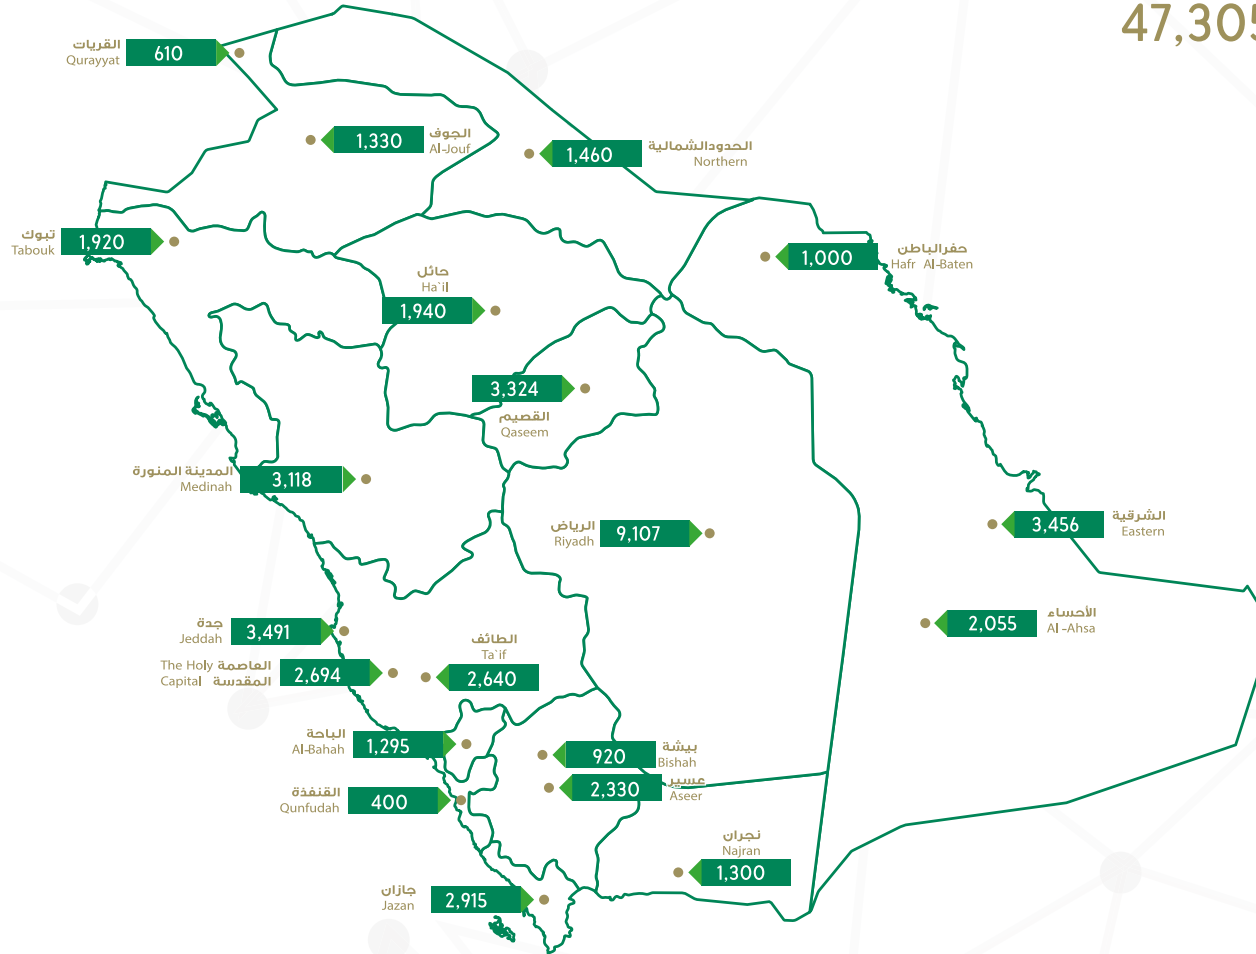 47,305
القريات
Qurayyat
610
1,330
الجوف
Al-Jouf
1,460
الحدودالشمالية
Northern
تبوك
Tabouk
1,920
1,000
حفرالباطن
Hafr Al-Baten
حائل
Ha`il
1,940
3,324
القصيم
Qaseem
المدينة المنورة
Medinah
3,118
الرياض
Riyadh
9,107
3,456
الشرقية
Eastern
جدة
Jeddah
3,491
2,055
الأحساء
Al-Ahsa
The Holy العاصمة
Capital المقدسة
2,694
الطائف
Ta`if
2,640
الباحة
Al-Bahah
1,295
920
بيشة
Bishah
2,330
عسير
Aseer
القنفذة
Qunfudah
400
نجران
Najran
1,300
جازان
Jazan
2,915